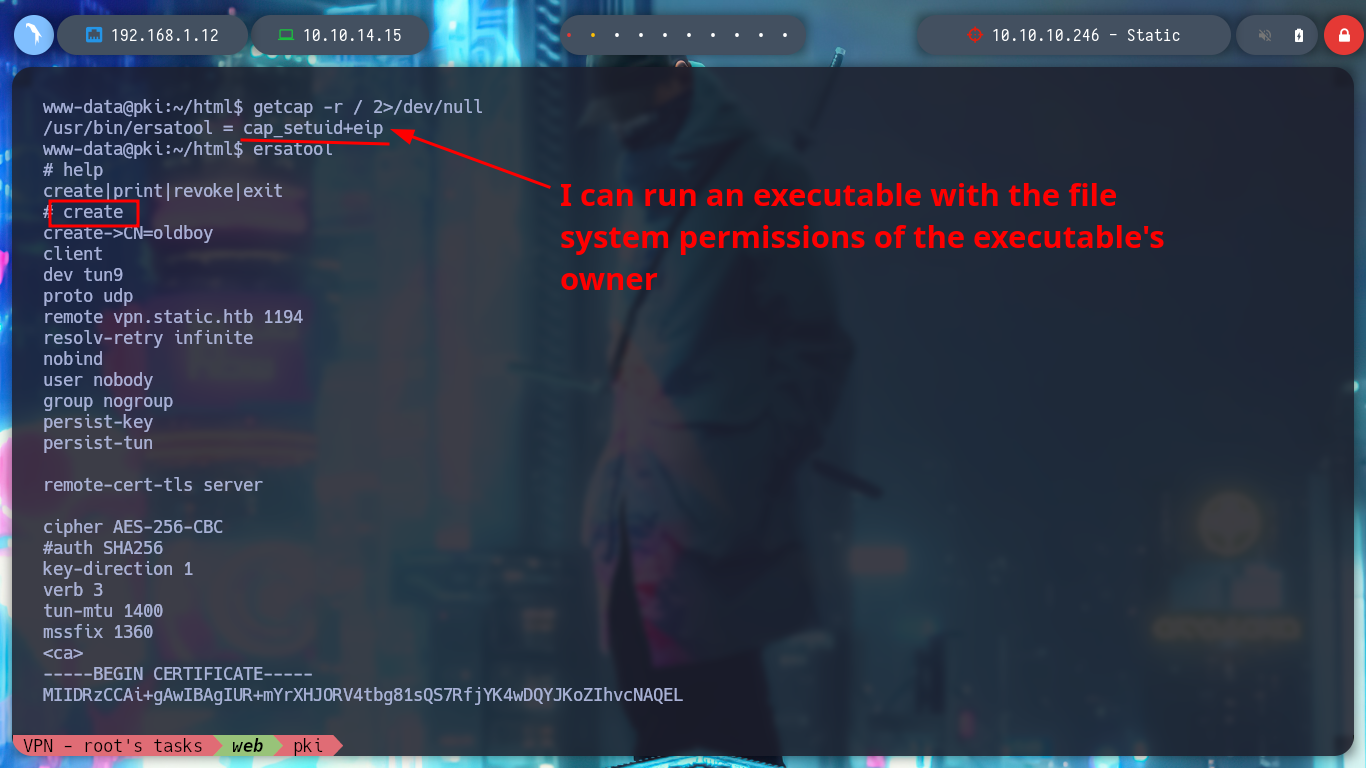 192.168.1.12
10.10.14.15
10.10.10.246 - Static
www-data@pki:~/html$ getcap -r / 2>/dev/null
/usr/bin/ersatool = cap_setuid+eip
www-data@pki:~/html$ ersatool
# help
create|print|revoke|exit
# create
create->CN=oldboy
client
dev tun9
proto udp
remote vpn.static.htb 1194
resolv-retry infinite
nobind
user nobody
group nogroup
persist-key
persist-tun
remote-cert-tls server
cipher AES-256-CBC
#auth SHA256
key-direction 1
verb 3
tun-mtu 1400
mssfix 1360
<ca>
-----BEGIN CERTIFICATE-----
MIIDRzCCAi+gAwIBAgIUR+mYrXHJORV4tbg81sQS7RfjYK4wDQYJKoZIhvcNAQEL
I can run an executable with the file
system permissions of the executable's
owner
VPN - root's tasks web pki